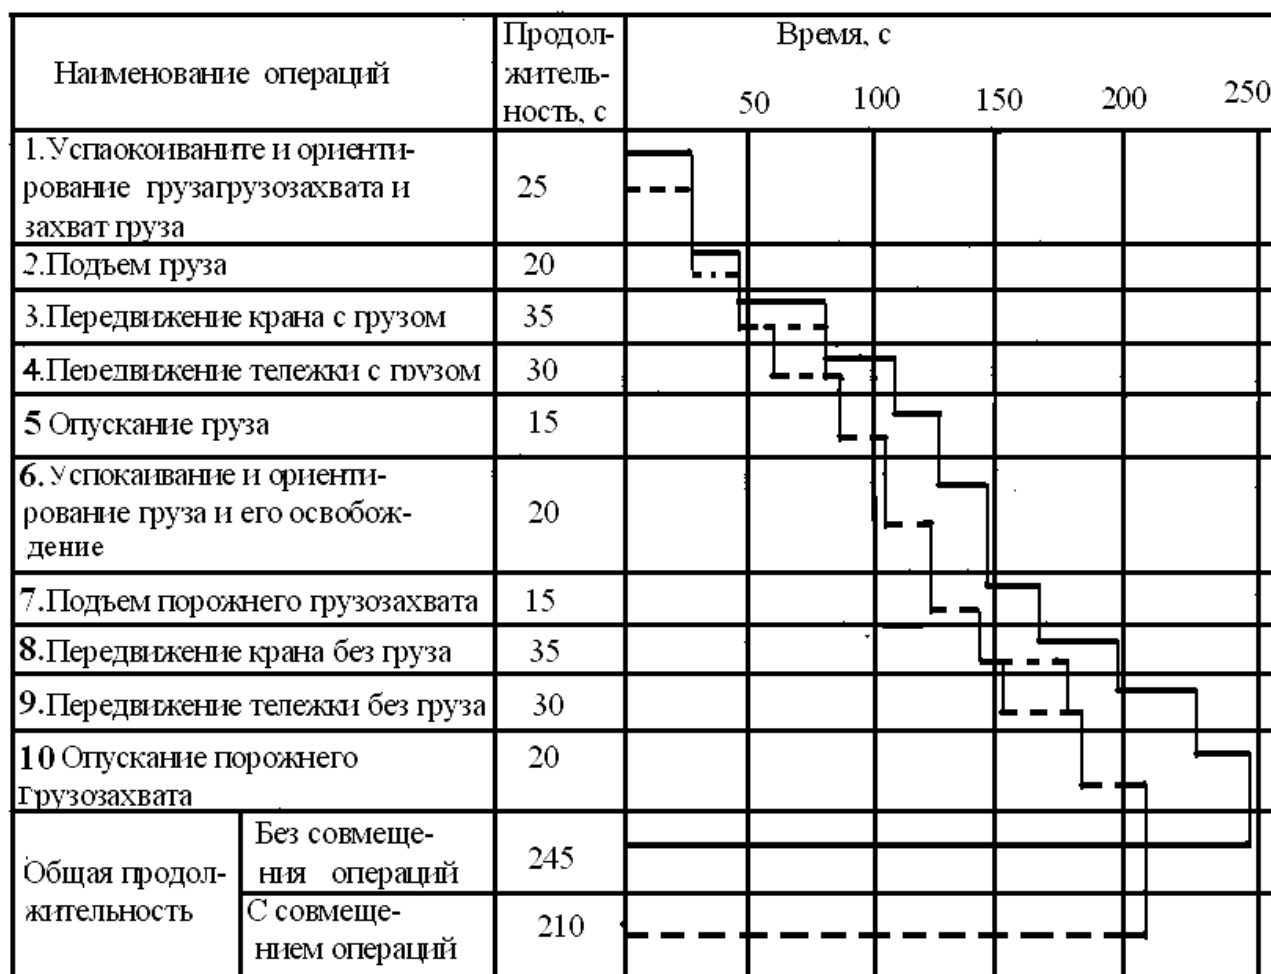 Наименование операций
Продол-
житель-
ность, с
Время, с
50 100 150 200 250
1.Успаокоиваните и ориенти-
рование грузагрузозахвата и
захват груза
25
2.Подъем груза
20
3.Передвижение крана с грузом
35
4.Передвижение тележки с грузом
30
5 Опускание груза
15
6.Успокаивание и ориенти-
рование груза и его освобож-
дение
20
7.Подъем порожнего грузозахвата
15
8.Передвижение крана без груза
35
9.Передвижение тележки без груза
30
10 Опускание порожнего
Грузозахвата
20
Общая продол-
жительность
Без совмеще-
ния операций
245
С совмеще-
нием операций
210